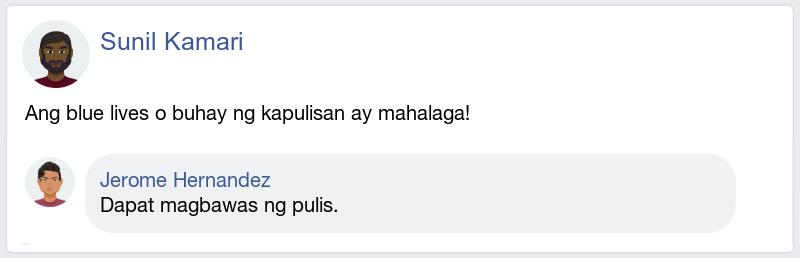 Sunil Kamari
Ang blue lives o buhay ng kapulisan ay mahalaga!
Jerome Hernandez
Dapat magbawas ng pulis.